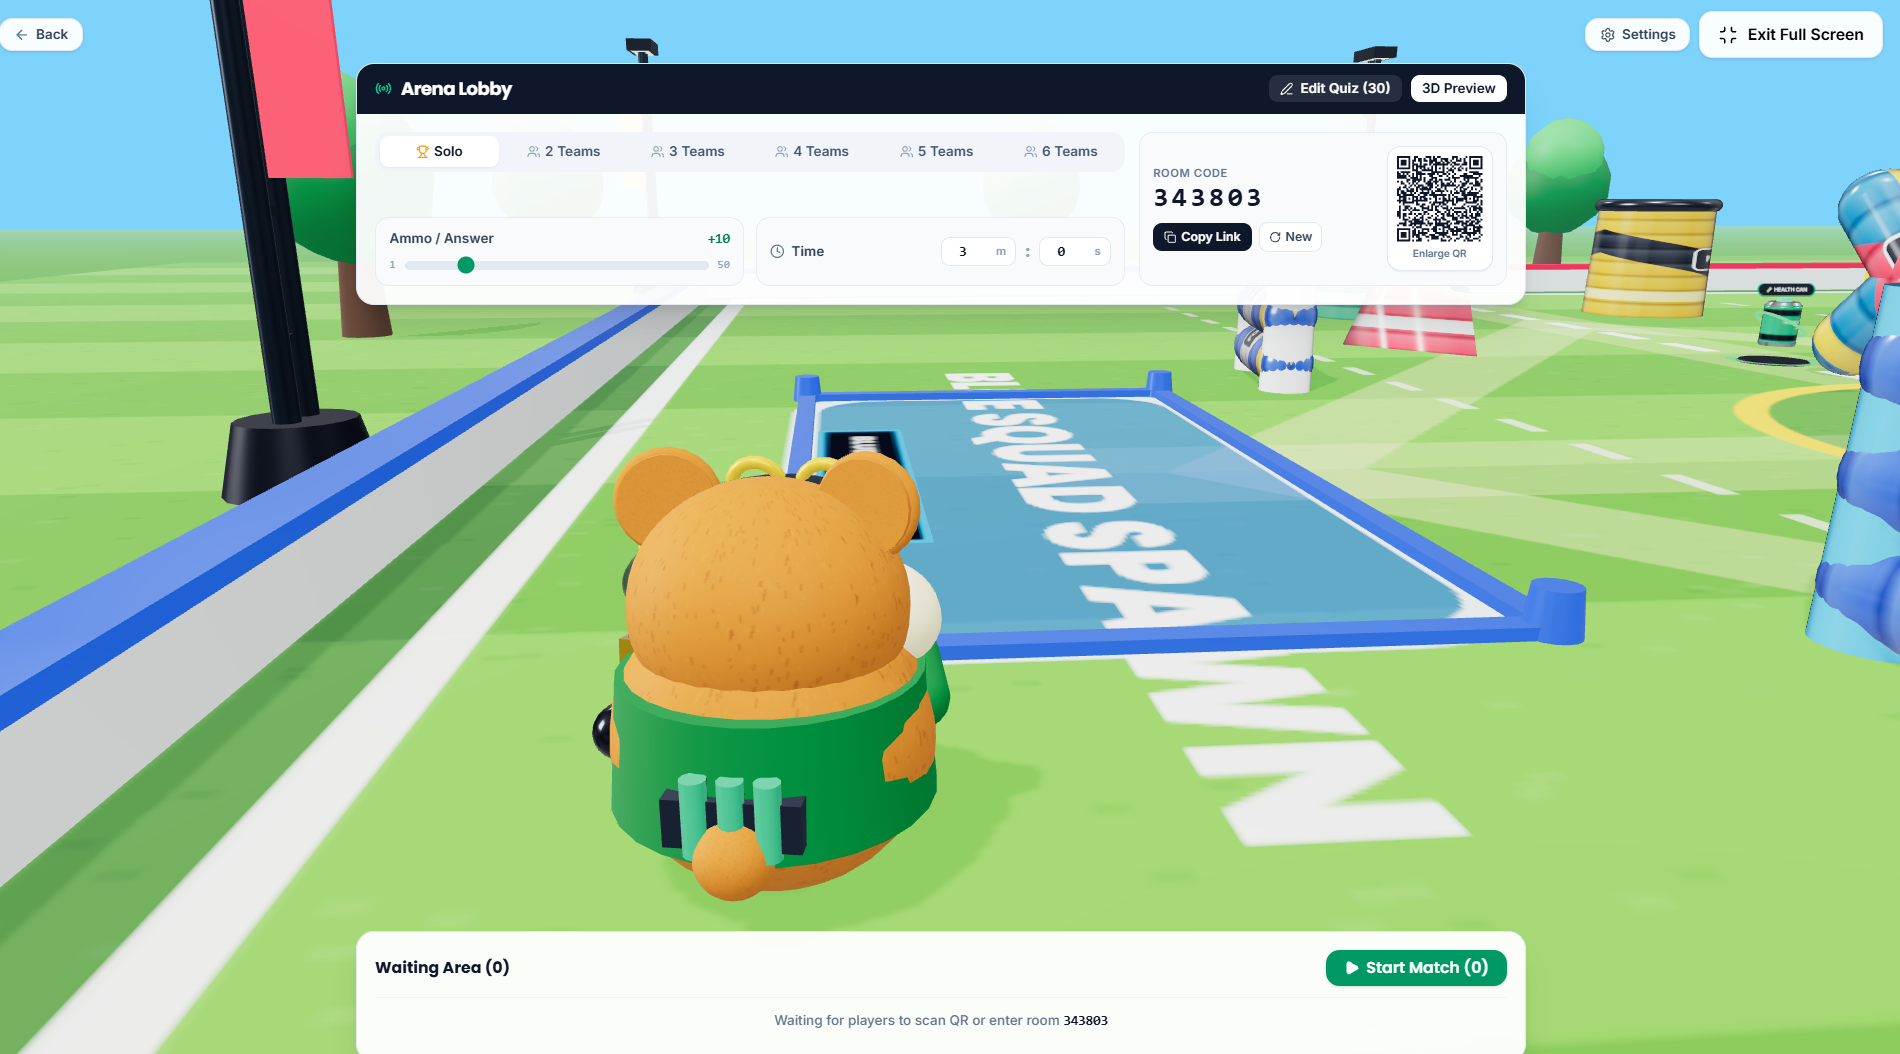 Back
Settings
Exit Full Screen
Arena Lobby
Edit Quiz (30)
3D Preview
Solo
2 Teams
3 Teams
4 Teams
5 Teams
6 Teams
ROOM CODE
343803
Copy Link
New
Enlarge QR
Ammo / Answer
+10
1
50
Time
3 m : 0 s
HEALTH CAN
BL
E SQUAD SPAWN
Waiting Area (0)
Start Match (0)
Waiting for players to scan QR or enter room 343803